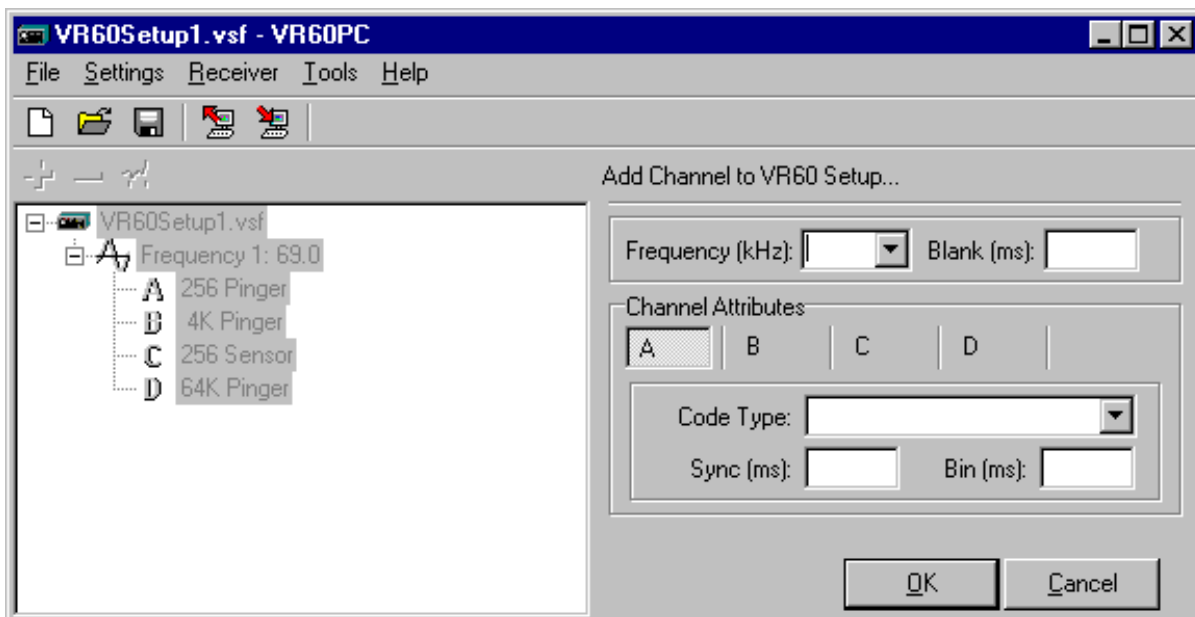 VR60Setup1.vsf - VR60PC
File Settings Receiver Tools Help
Add Channel to VR60 Setup...
VR60Setup1.vsf
Frequency 1: 69.0
A 256 Pinger
B 4K Pinger
C 256 Sensor
D 64K Pinger
Frequency (kHz): Blank (ms):
Channel Attributes
A B C D
Code Type:
Sync (ms): Bin (ms):
OK Cancel